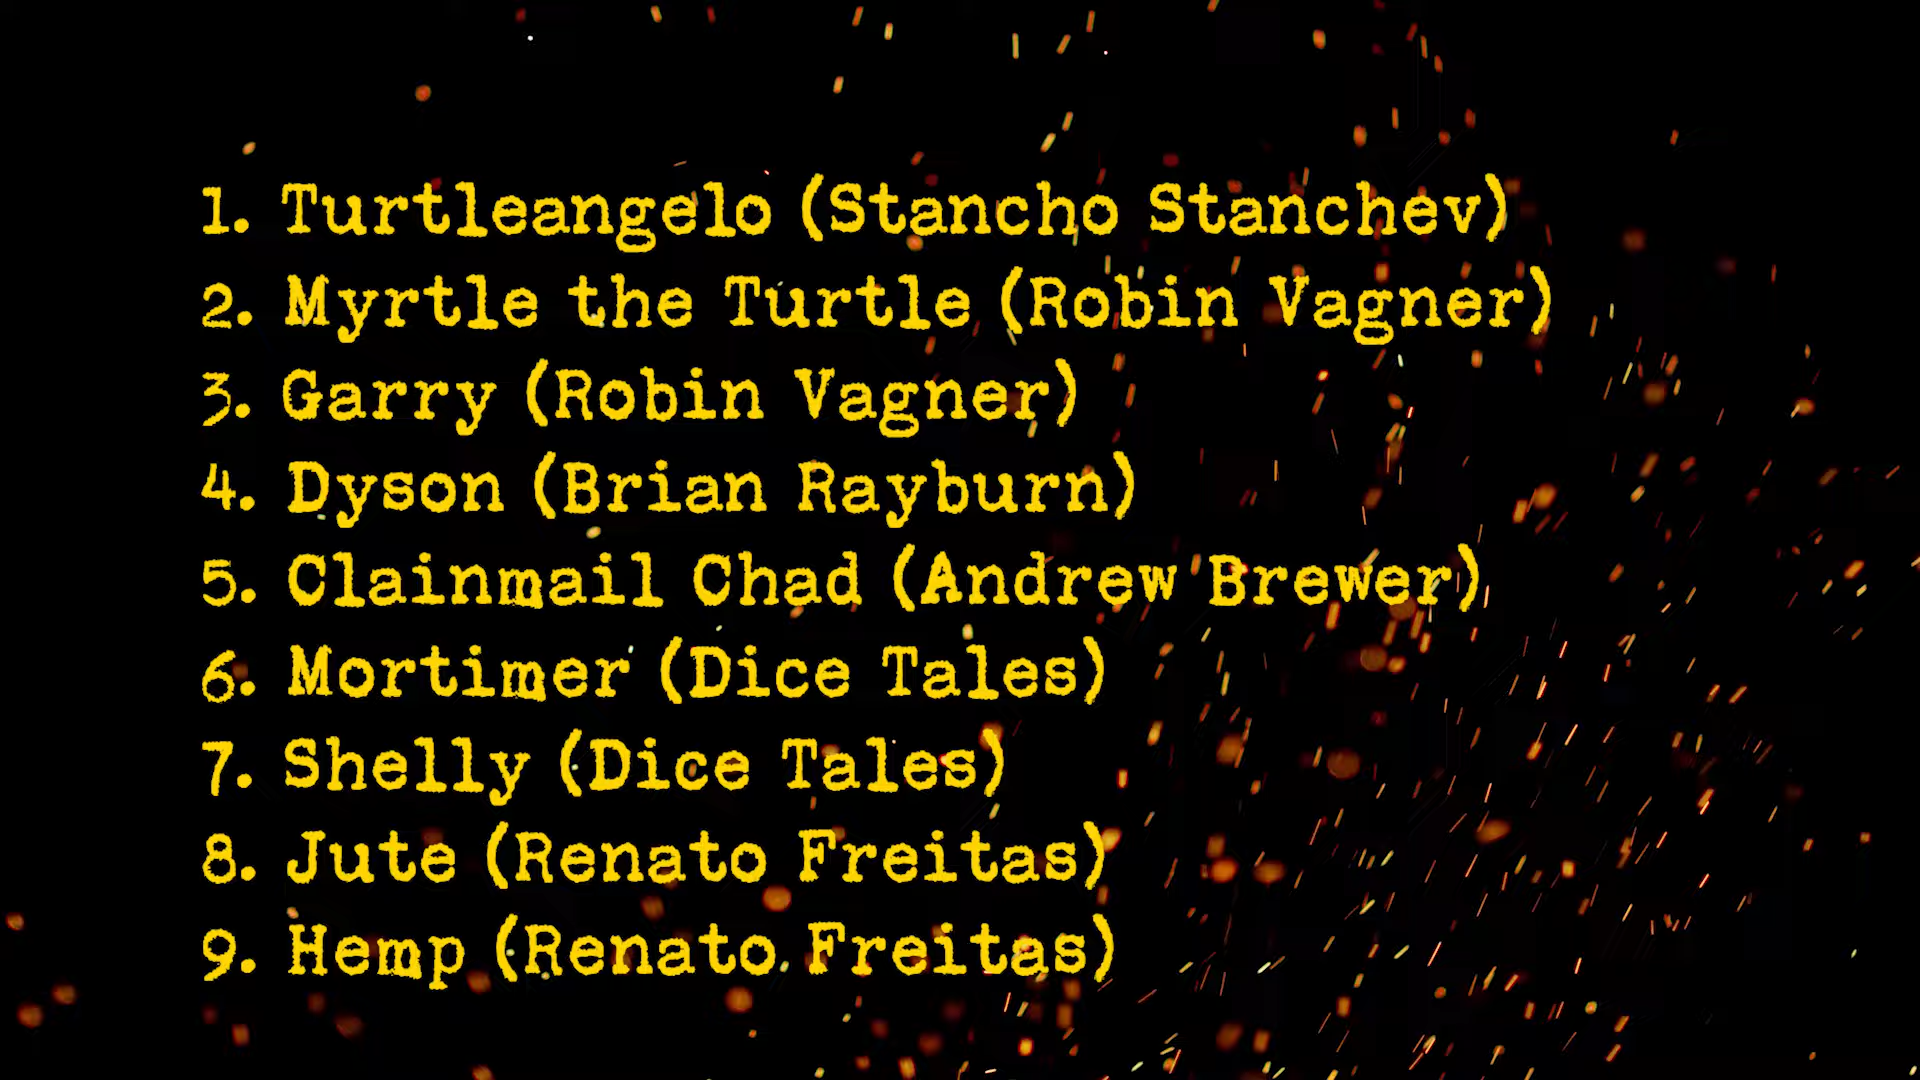 1. Turtleangelo (Stancho Stanchev)
2. Myrtle the Turtle (Robin Vagner)
3. Garry (Robin Vagner)
4. Dyson (Brian Rayburn)
5. Clainmail Chad (Andrew Brewer)
6. Mortimer (Dice Tales)
7. Shelly (Dice Tales)
8. Jute (Renato Freitas)
9. Hemp (Renato Freitas)